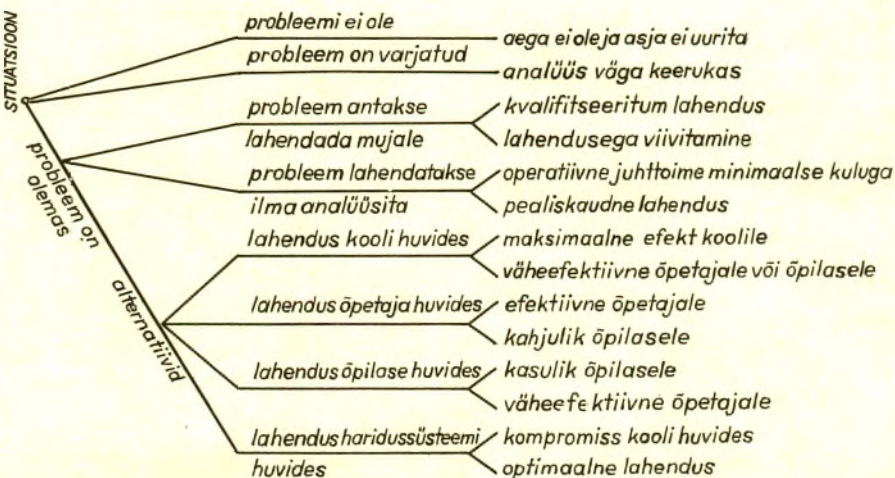 SITUATSIOON
probleemi ei ole
aega ei ole ja asja ei uurita
probleem on varjatud
analüüs väga keerukas
probleem on
olemas
probleem antakse
lahendada mujale
kvalifitseeritum lahendus
lahendusega viivitamine
probleem lahendatakse
ilma analüüsita
operatiivne juhttoime minimaalse kuluga
pealiskaudne lahendus
alternatiivid
lahendus kooli huvides
maksimaalne efekt koolile
väheefektiivne õpetajale või õpilasele
lahendus õpetaja huvides
efektiivne õpetajale
kahjulik õpilasele
lahendus õpilase huvides
kasulik õpilasele
väheefektiivne õpetajale
lahendus haridussüsteemi
huvides
kompromiss kooli huvides
optimaalne lahendus